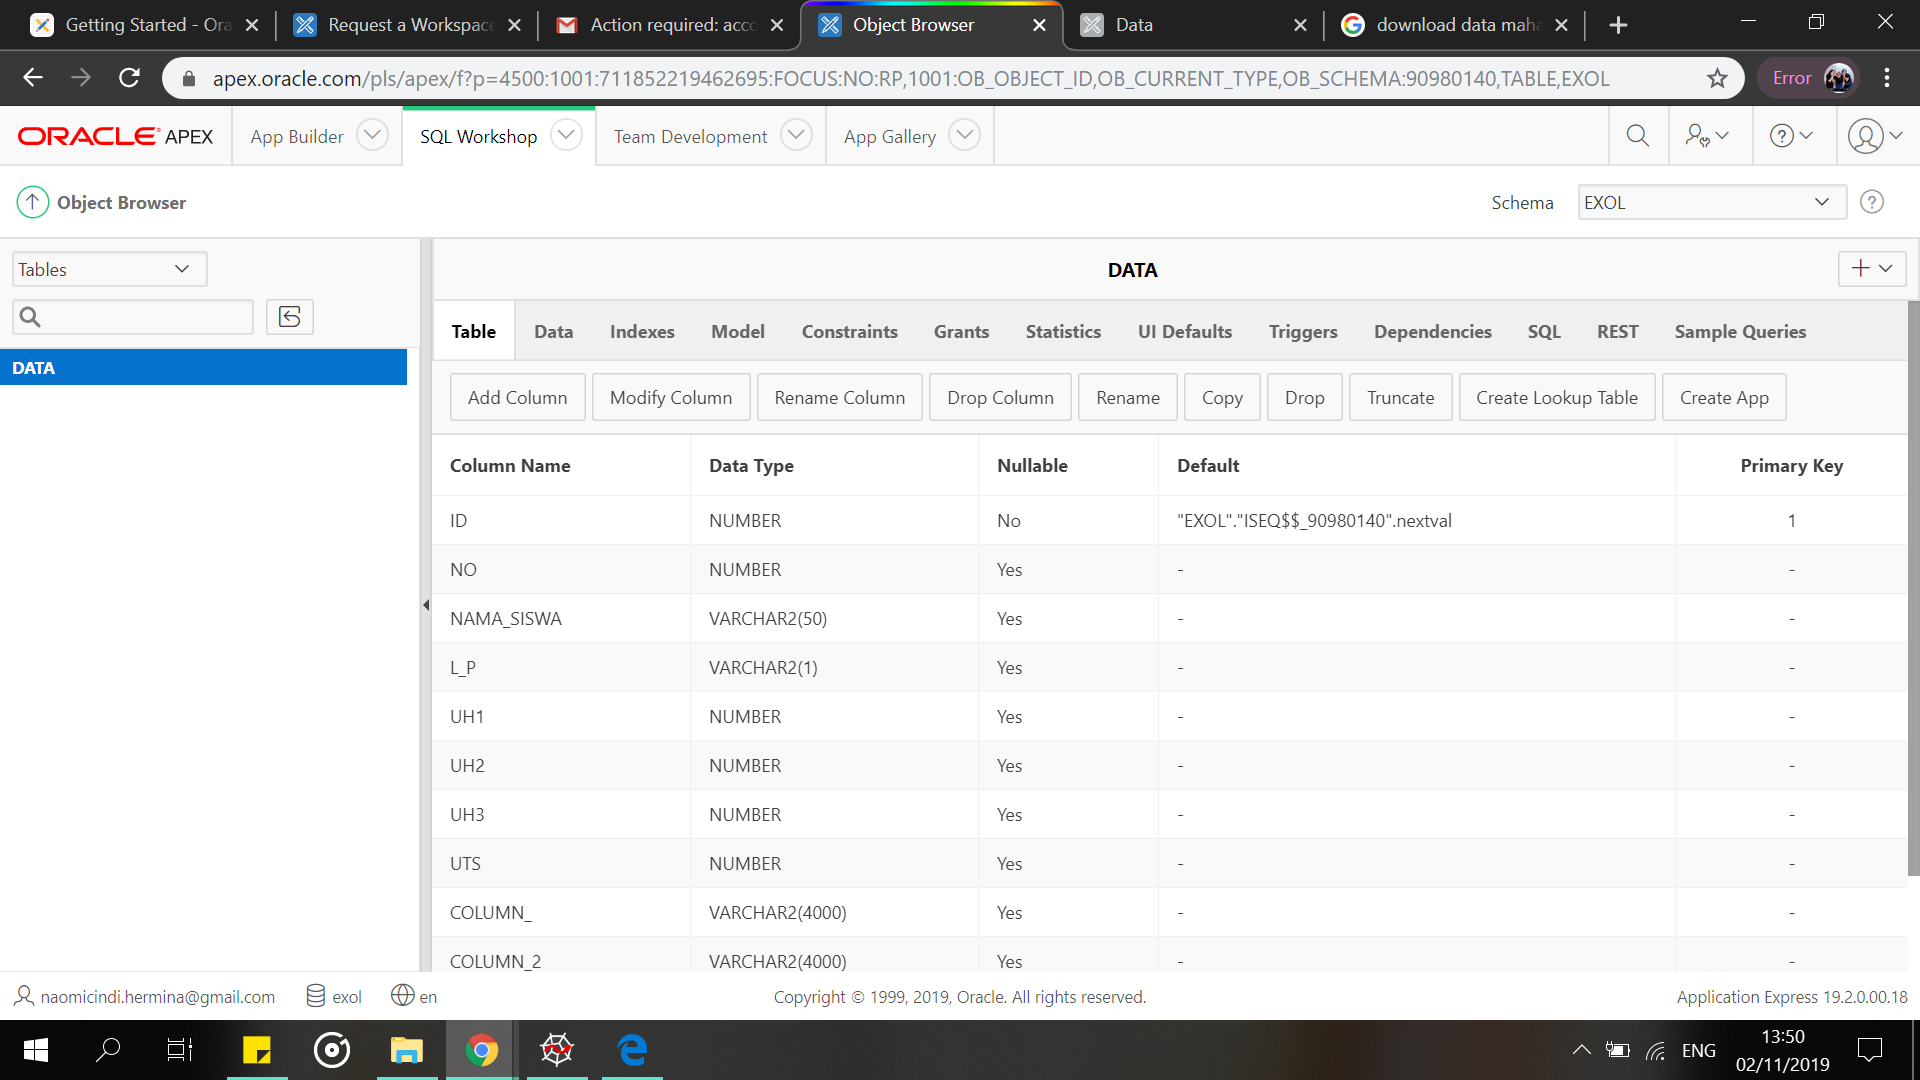 Getting Started - Ora
Request a Workspace
Action required: acco
Object Browser
Data
download data maha
apex.oracle.com/pls/apex/f?p=4500:1001:711852219462695:FOCUS:NO:RP,1001:OB_OBJECT_ID,OB_CURRENT_TYPE,OB_SCHEMA:90980140,TABLE,EXOL
Error
ORACLE APEX
App Builder
SQL Workshop
Team Development
App Gallery
Object Browser
Schema
EXOL
Tables
DATA
DATA
Table Data Indexes Model Constraints Grants Statistics UI Defaults Triggers Dependencies SQL REST Sample Queries
Add Column Modify Column Rename Column Drop Column Rename Copy Drop Truncate Create Lookup Table Create App
Column Name Data Type Nullable Default Primary Key
ID NUMBER No "EXOL"."ISEQ$$_90980140".nextval 1
NO NUMBER Yes - -
NAMA_SISWA VARCHAR2(50) Yes - -
L_P VARCHAR2(1) Yes - -
UH1 NUMBER Yes - -
UH2 NUMBER Yes - -
UH3 NUMBER Yes - -
UTS NUMBER Yes - -
COLUMN_ VARCHAR2(4000) Yes - -
COLUMN_2 VARCHAR2(4000) Yes - -
naomicindi.hermina@gmail.com exol en
Copyright © 1999, 2019, Oracle. All rights reserved.
Application Express 19.2.0.00.18
ENG
13:50
02/11/2019